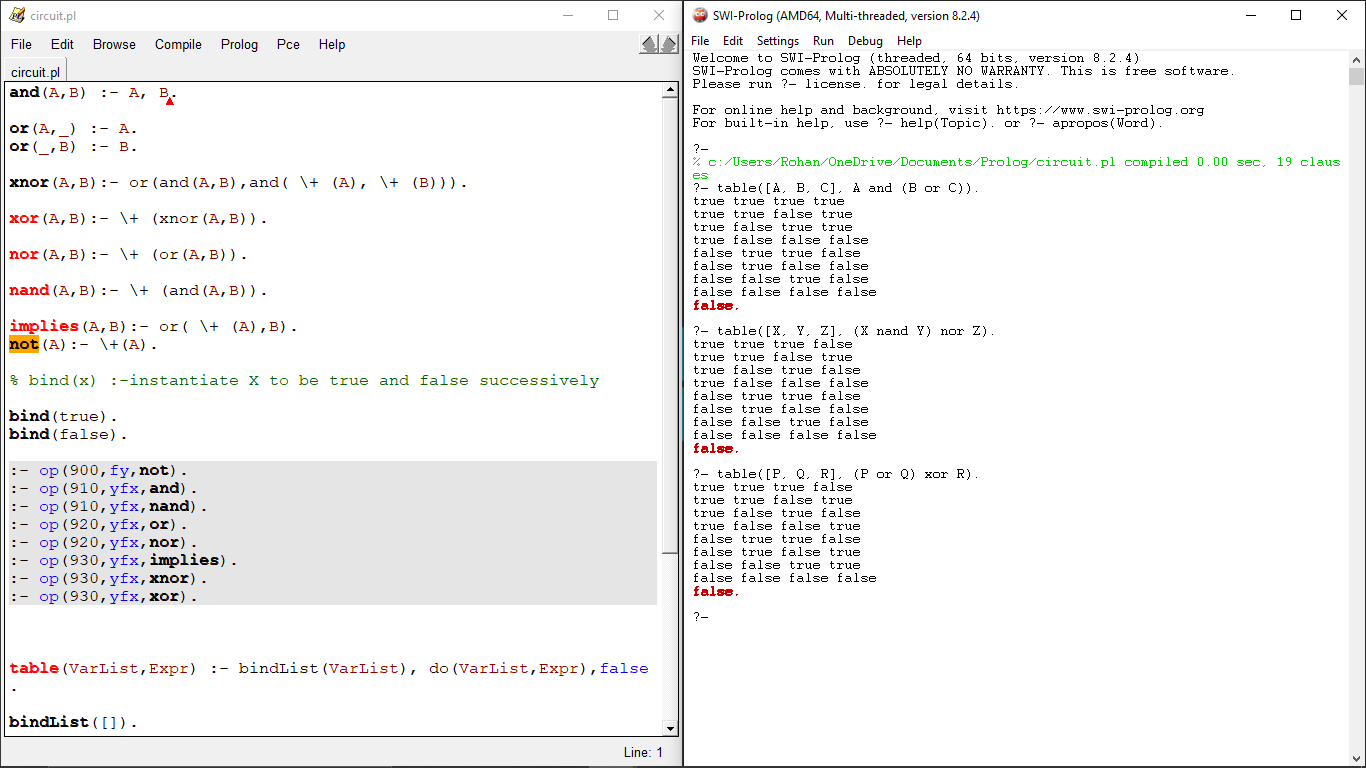 circuit.pl
File Edit Browse Compile Prolog Pce Help
circuit.pl
and(A,B) :- A, B.
or(A,_) :- A.
or(_,B) :- B.
xnor(A,B):- or(and(A,B),and( \+ (A), \+ (B))).
xor(A,B):- \+ (xnor(A,B)).
nor(A,B):- \+ (or(A,B)).
nand(A,B):- \+ (and(A,B)).
implies(A,B):- or( \+ (A),B).
not(A):- \+(A).
% bind(x) :-instantiate X to be true and false successively
bind(true).
bind(false).
:- op(900,fy,not).
:- op(910,yfx,and).
:- op(910,yfx,nand).
:- op(920,yfx,or).
:- op(920,yfx,nor).
:- op(930,yfx,implies).
:- op(930,yfx,xnor).
:- op(930,yfx,xor).
table(VarList,Expr) :- bindList(VarList), do(VarList,Expr),false
.
bindList([]).
Line: 1
SWI-Prolog (AMD64, Multi-threaded, version 8.2.4)
File Edit Settings Run Debug Help
Welcome to SWI-Prolog (threaded, 64 bits, version 8.2.4)
SWI-Prolog comes with ABSOLUTELY NO WARRANTY. This is free software.
Please run ?- license. for legal details.
For online help and background, visit https://www.swi-prolog.org
For built-in help, use ?- help(Topic). or ?- apropos(Word).
?-
% c:/Users/Rohan/OneDrive/Documents/Prolog/circuit.pl compiled 0.00 sec, 19 claus
es
?- table([A, B, C], A and (B or C)).
true true true true
true true false true
true false true true
true false false false
false true true false
false true false false
false false true false
false false false false
false.
?- table([X, Y, Z], (X nand Y) nor Z).
true true true false
true true false true
true false true false
true false false false
false true true false
false true false false
false false true false
false false false false
false.
?- table([P, Q, R], (P or Q) xor R).
true true true false
true true false true
true false true false
true false false true
false true true false
false true false true
false false true true
false false false false
false.
?-